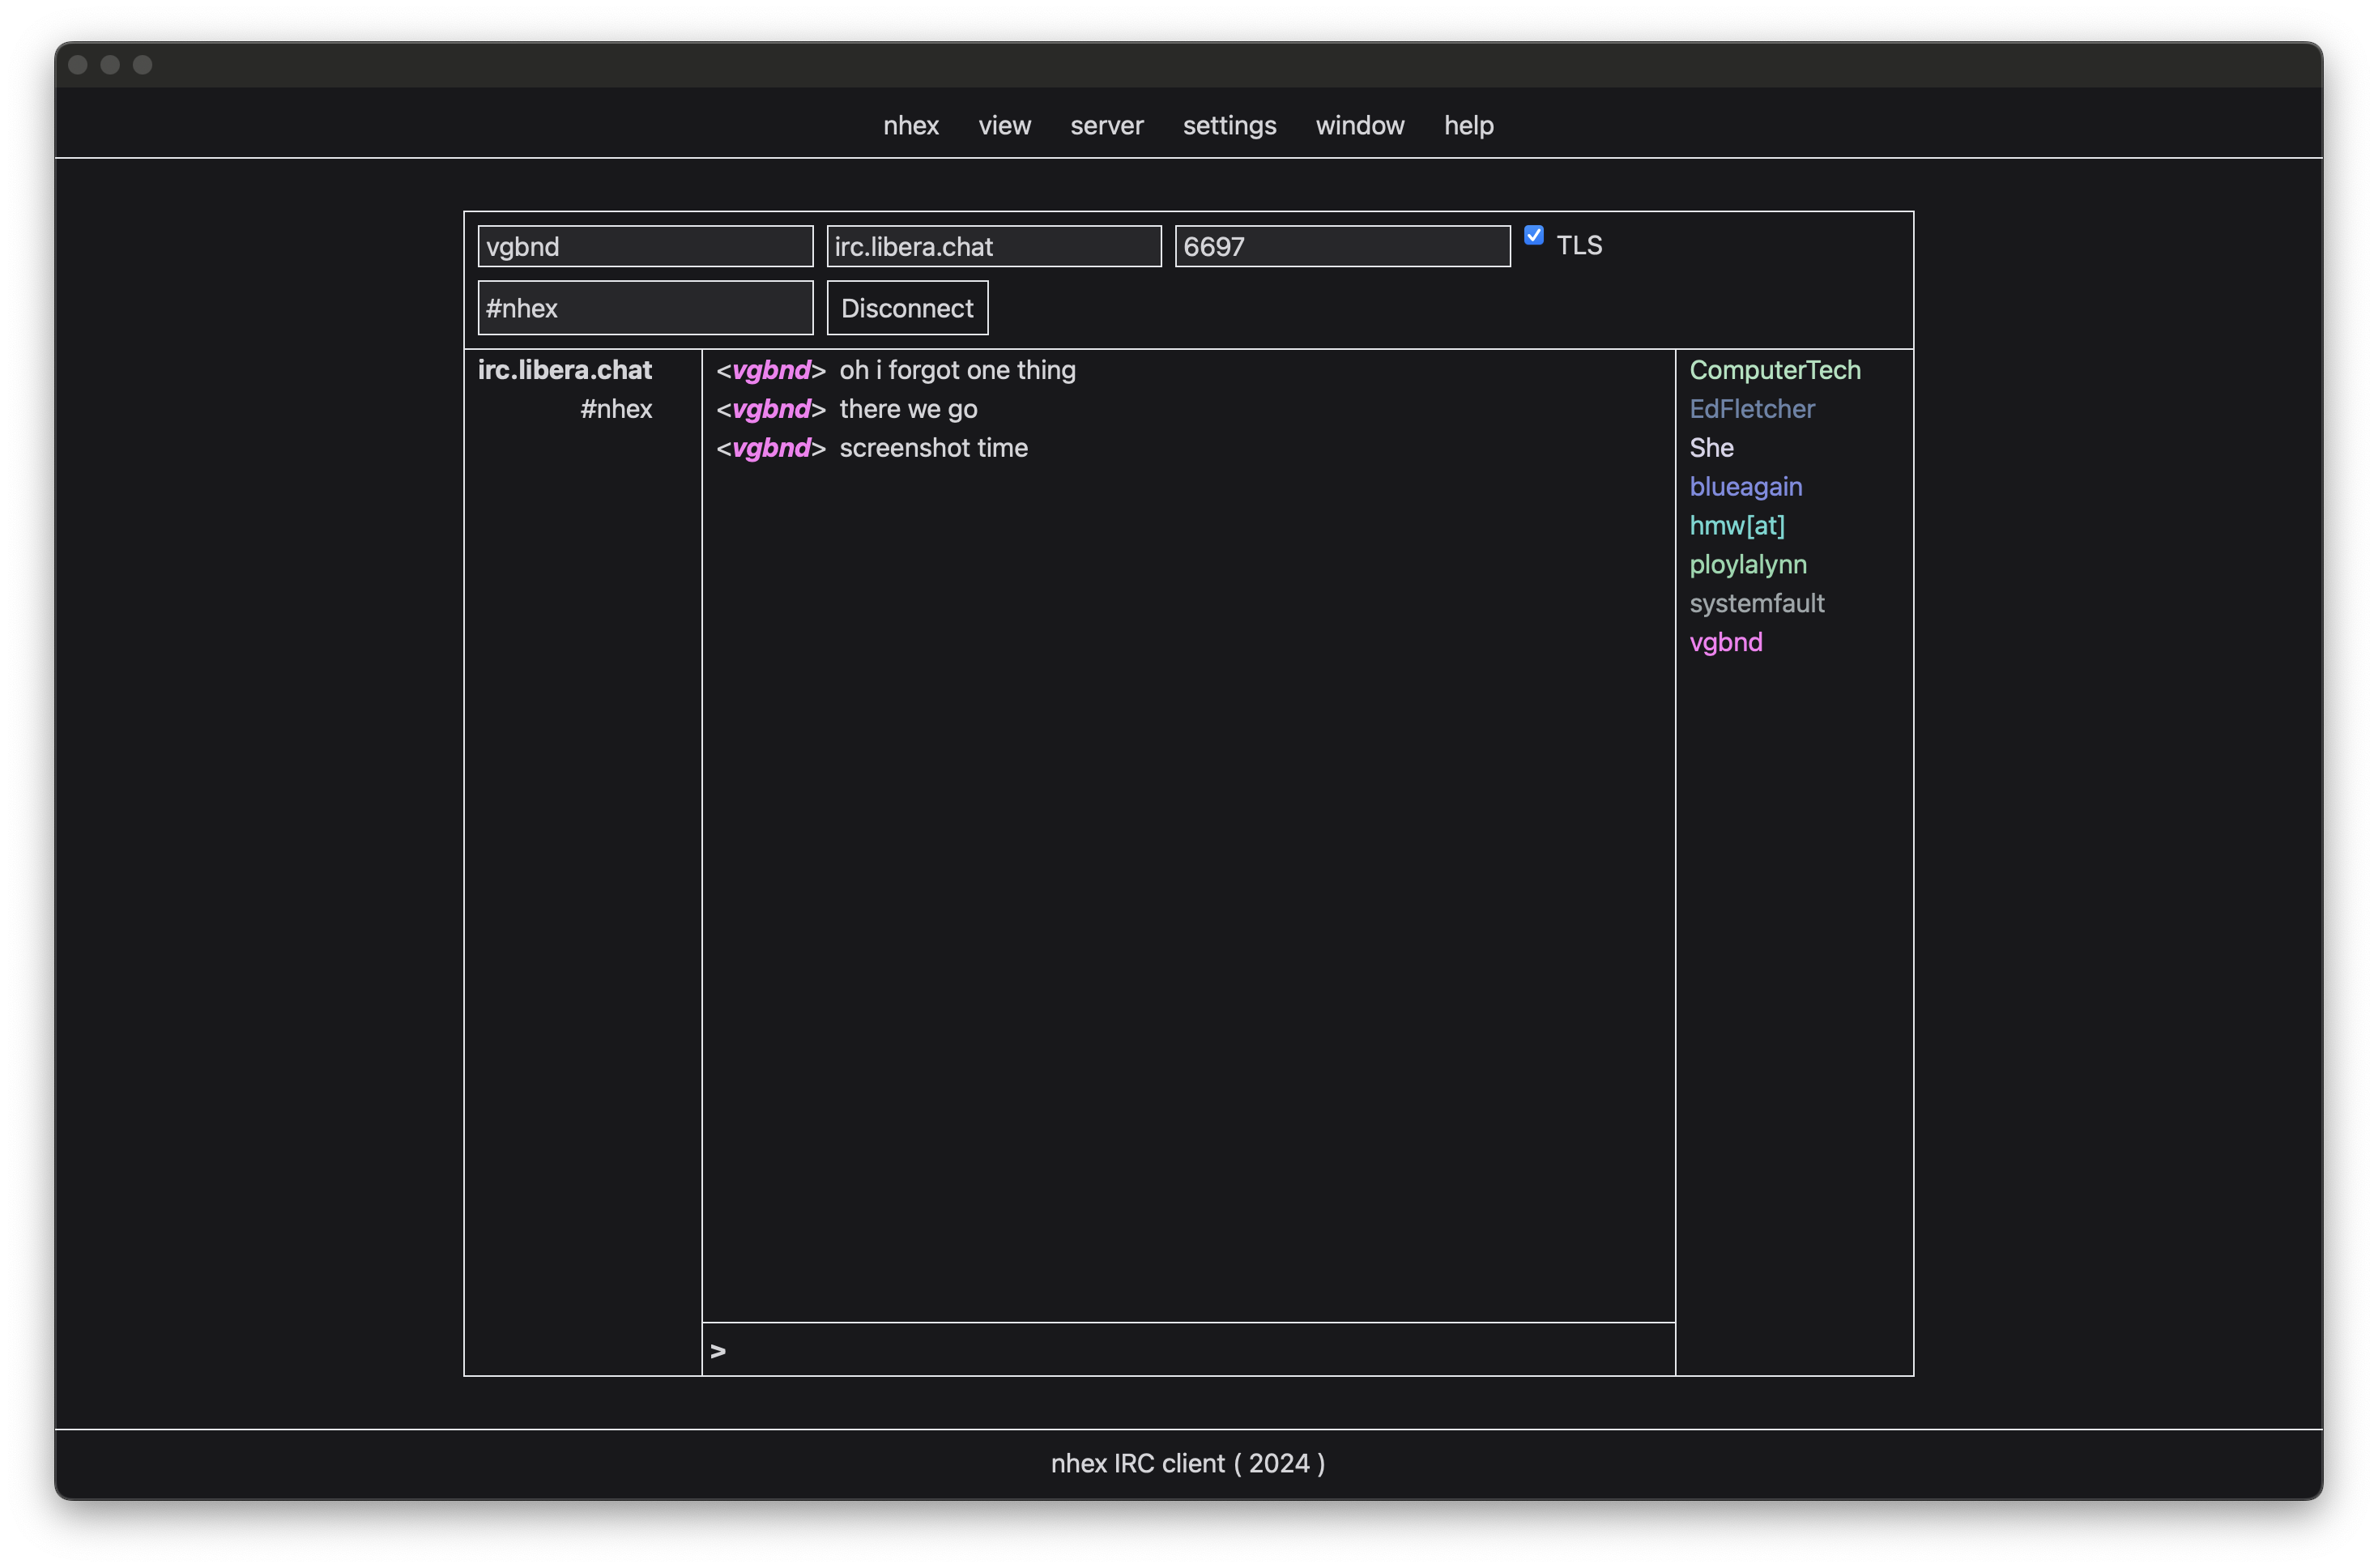 nhex view server settings window help
vgbnd irc.libera.chat 6697 TLS
#nhex Disconnect
irc.libera.chat
#nhex
<vgbnd> oh i forgot one thing
<vgbnd> there we go
<vgbnd> screenshot time
>
ComputerTech
EdFletcher
She
blueagain
hmw[at]
ploylalynn
systemfault
vgbnd
nhex IRC client ( 2024 )